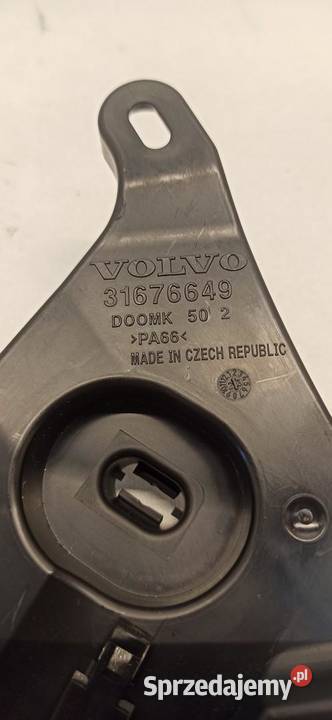 VOLVO
31676649
DOOMK 50 2
>PA66<
MADE IN CZECH REPUBLIC
Sprzedajemy.pl